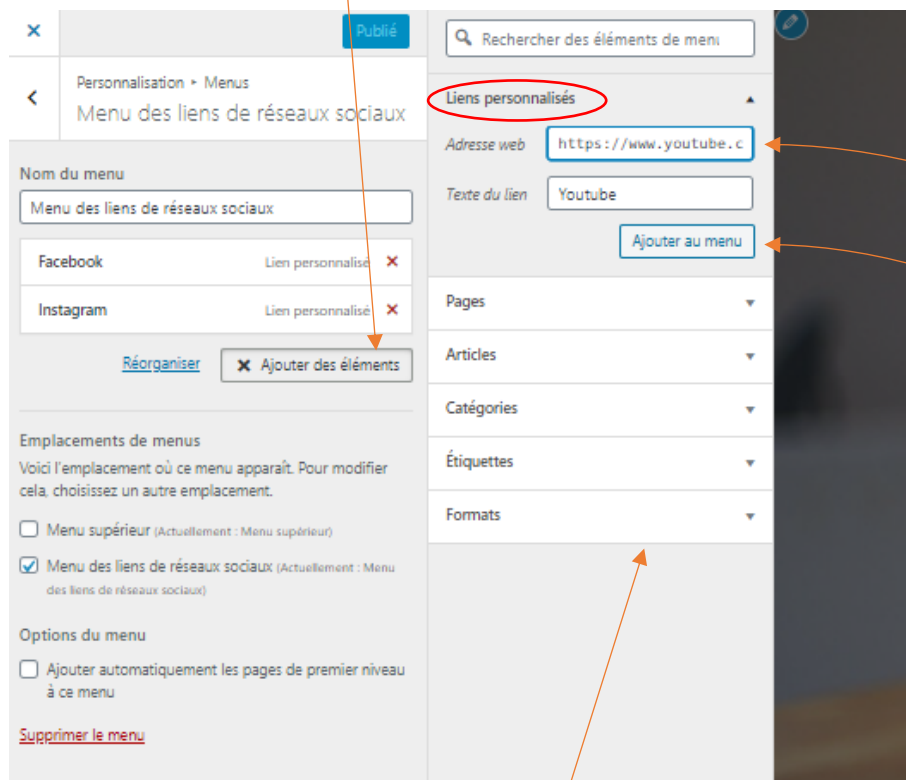 Publié
Personnalisation ▸ Menus
Menu des liens de réseaux sociaux
Nom du menu
Menu des liens de réseaux sociaux
Facebook Lien personnalisé
Instagram Lien personnalisé
Réorganiser Ajouter des éléments
Emplacements de menus
Voici l'emplacement où ce menu apparaît. Pour modifier
cela, choisissez un autre emplacement.
Menu supérieur (Actuellement : Menu supérieur)
Menu des liens de réseaux sociaux (Actuellement : Menu
des liens de réseaux sociaux)
Options du menu
Ajouter automatiquement les pages de premier niveau
à ce menu
Supprimer le menu
Rechercher des éléments de menu
Liens personnalisés
Adresse web https://www.youtube.c
Texte du lien Youtube
Ajouter au menu
Pages
Articles
Catégories
Étiquettes
Formats